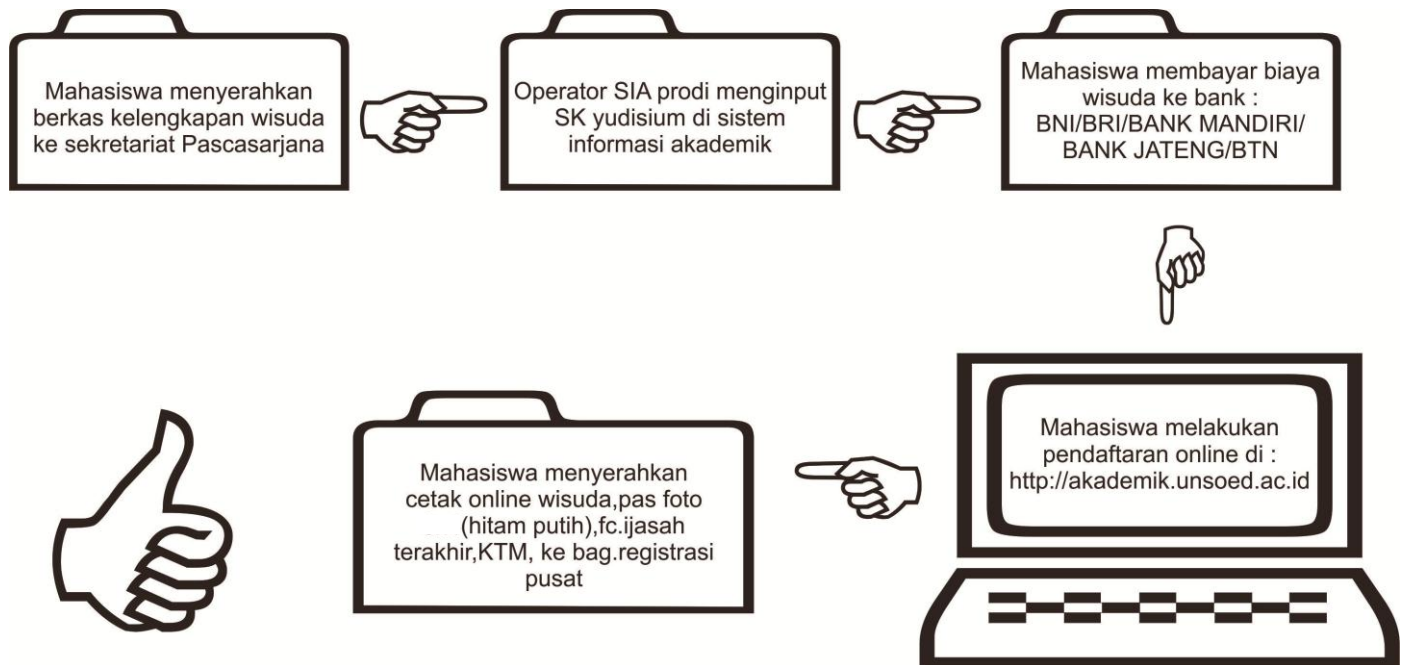 Mahasiswa menyerahkan
berkas kelengkapan wisuda
ke sekretariat Pascasarjana
Operator SIA prodi menginput
SK yudisium di sistem
informasi akademik
Mahasiswa membayar biaya
wisuda ke bank :
BNI/BRI/BANK MANDIRI/
BANK JATENG/BTN
Mahasiswa melakukan
pendaftaran online di :
http://akademik.unsoed.ac.id
Mahasiswa menyerahkan
cetak online wisuda,pas foto
(hitam putih),fc.ijasah
terakhir,KTM, ke bag.registrasi
pusat